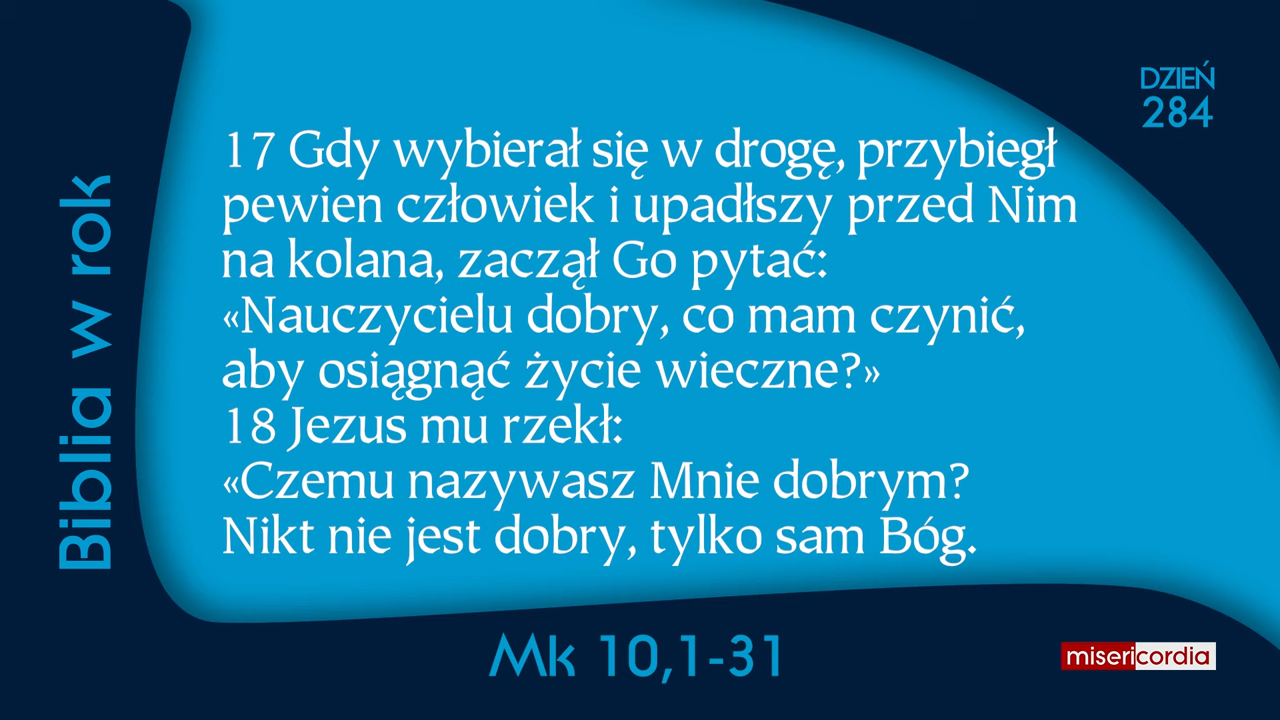 DZIEŃ
284
17 Gdy wybierał się w drogę, przybiegł
pewien człowiek i upadłszy przed Nim
na kolana, zaczął Go pytać:
«Nauczycielu dobry, co mam czynić,
aby osiągnąć życie wieczne?»
18 Jezus mu rzekł:
«Czemu nazywasz Mnie dobrym?
Nikt nie jest dobry, tylko sam Bóg.
Biblia w rok
Mk 10,1-31
misericordia